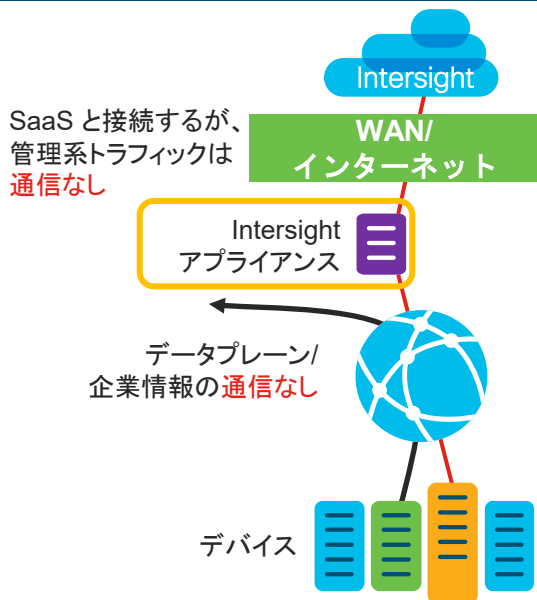 Intersight
SaaS と接続するが、
管理系トラフィックは
通信なし
WAN/
インターネット
Intersight
アプライアンス
データプレーン/
企業情報の通信なし
デバイス